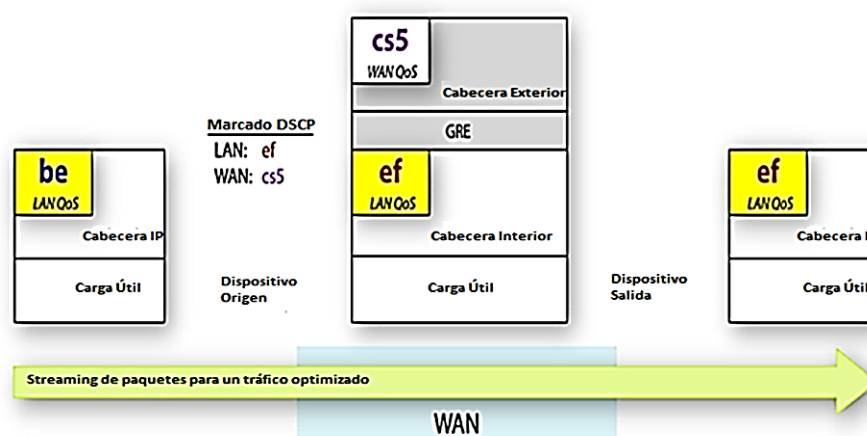 cs5
WAN QoS
Cabecera Exterior
Marcado DSCP
LAN: ef
WAN: cs5
GRE
be
LAN QoS
Cabecera IP
Carga Útil
Dispositivo
Origen
ef
LAN QoS
Cabecera Interior
Carga Útil
Dispositivo
Salida
ef
LAN QoS
Cabecera
Carga Útil
Streaming de paquetes para un tráfico optimizado
WAN